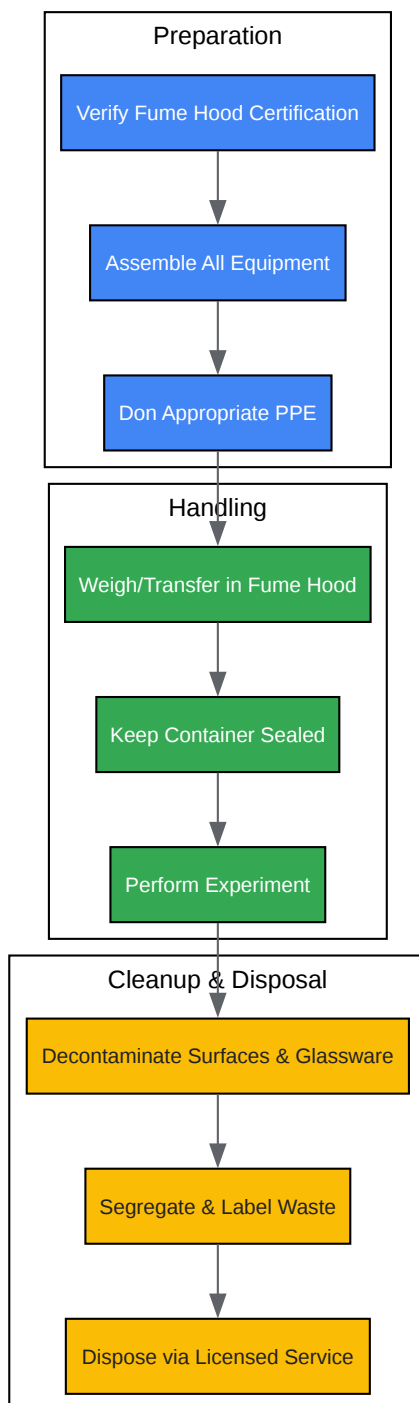 Preparation
Verify Fume Hood Certification
Assemble All Equipment
Don Appropriate PPE
Handling
Weigh/Transfer in Fume Hood
Keep Container Sealed
Perform Experiment
Cleanup & Disposal
Decontaminate Surfaces & Glassware
Segregate & Label Waste
Dispose via Licensed Service